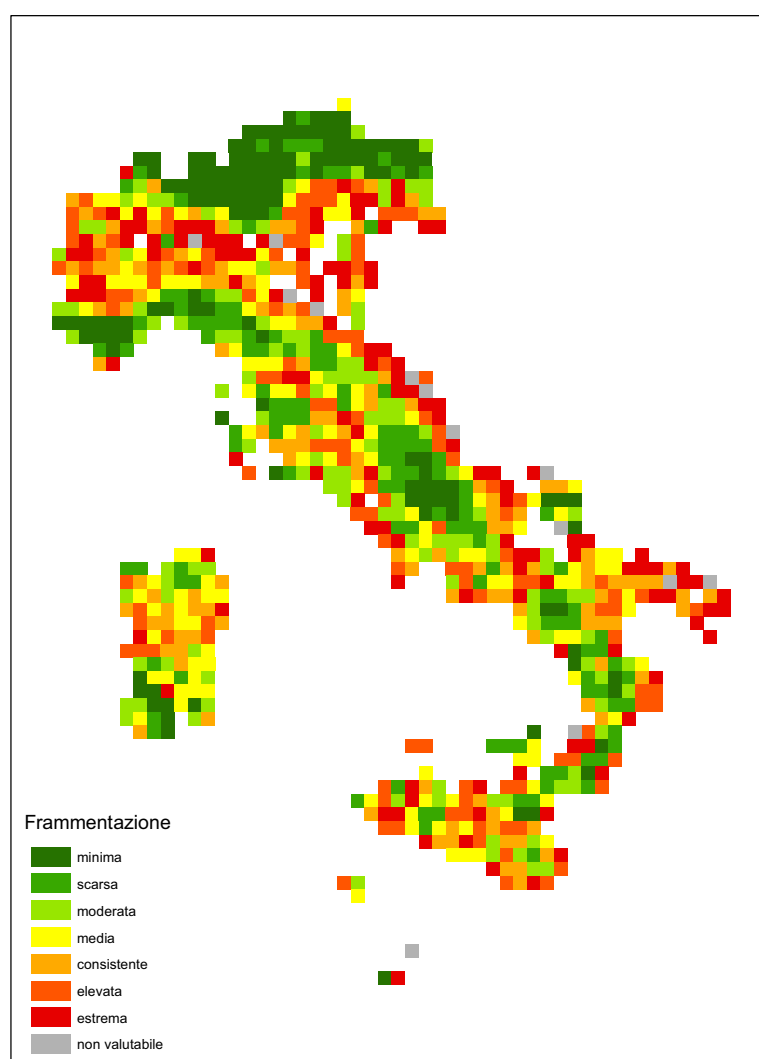 Frammentazione
minima
scarsa
moderata
media
consistente
elevata
estrema
non valutabile